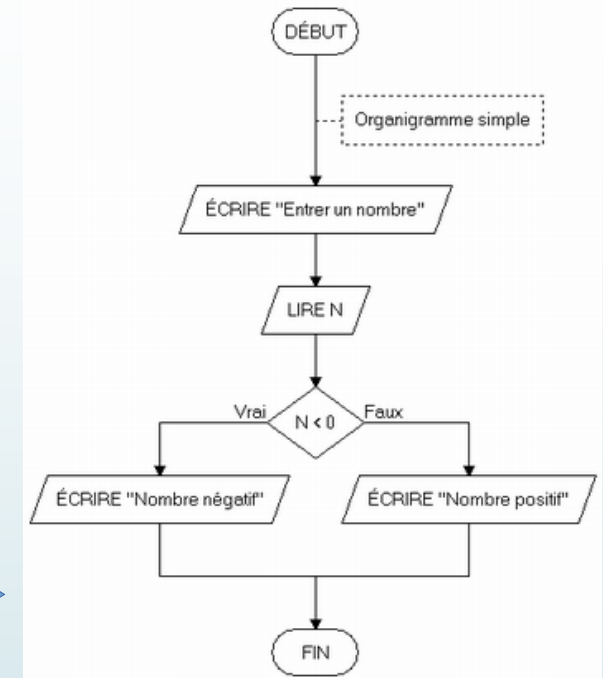 DÉBUT
Organigramme simple
ÉCRIRE "Entrer un nombre"
LIRE N
Vrai
N < 0
Faux
ÉCRIRE "Nombre négatif"
ÉCRIRE "Nombre positif"
FIN